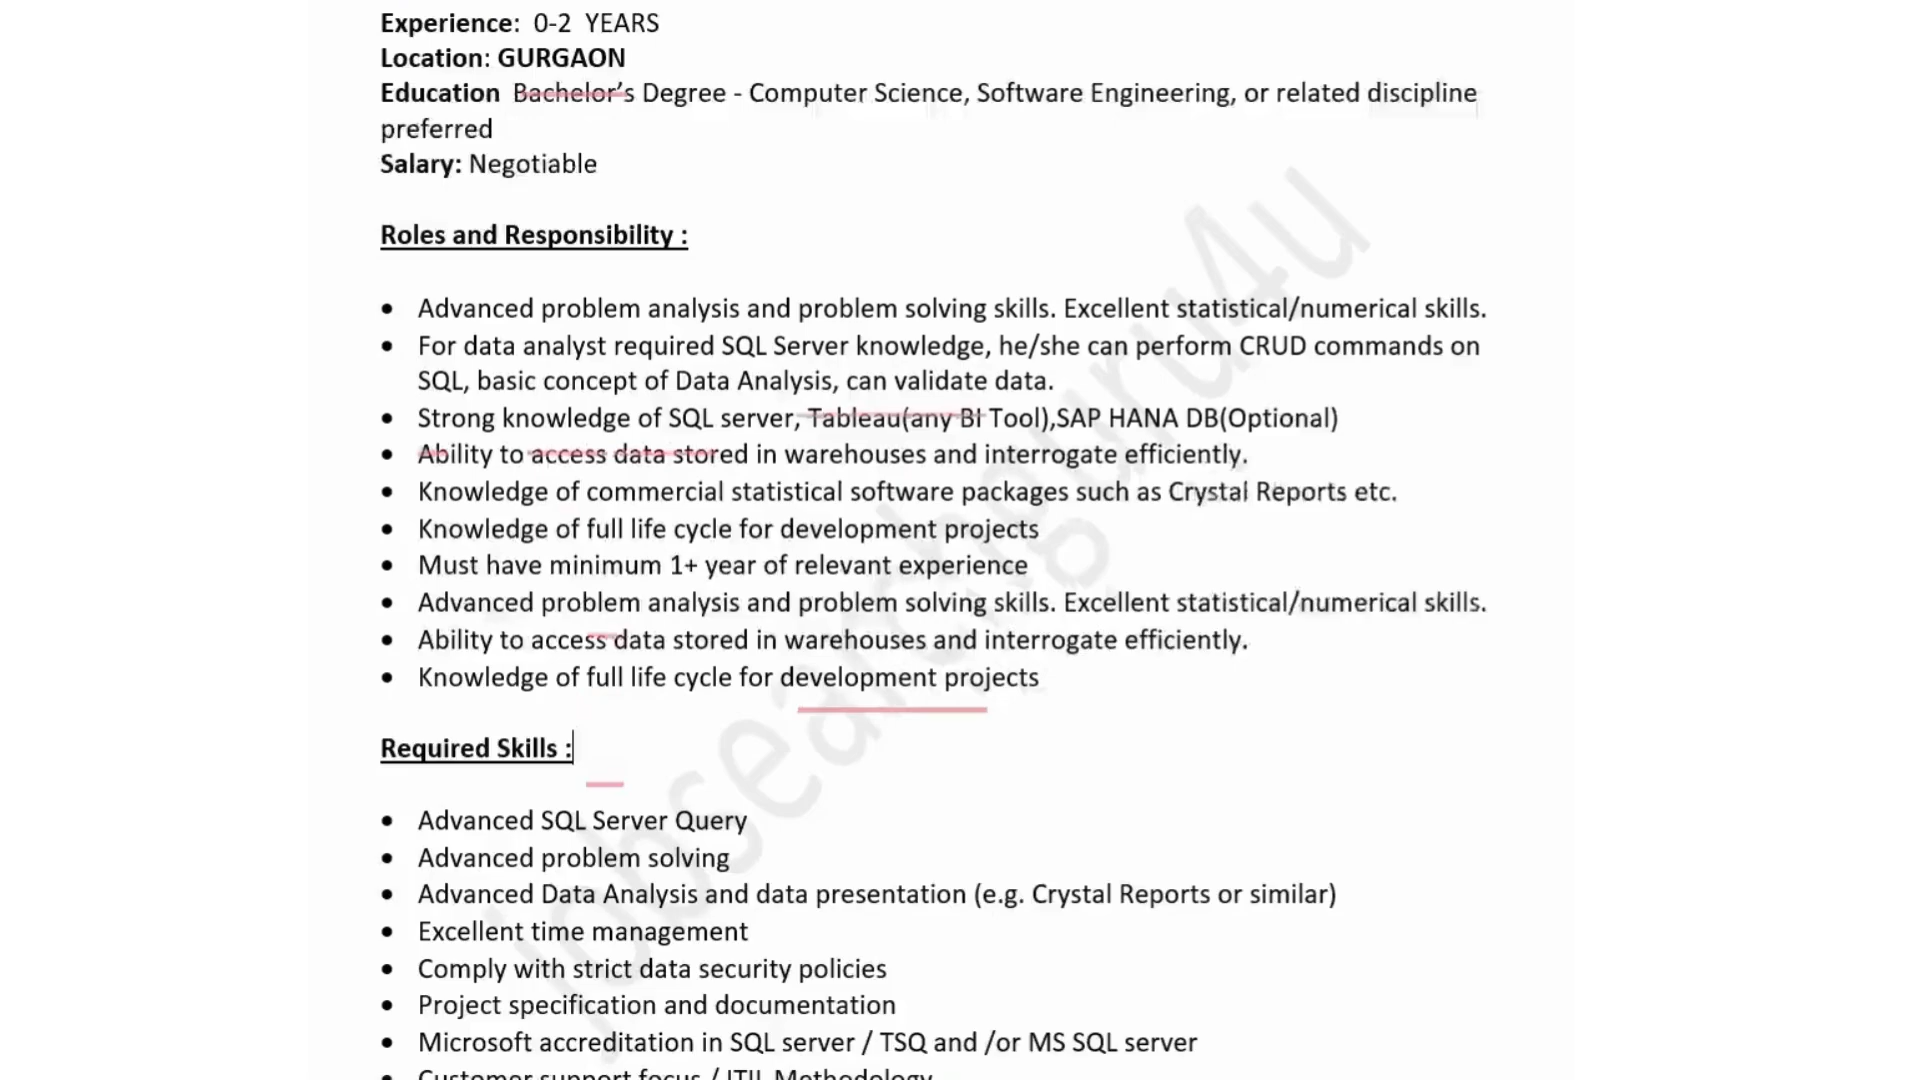 Experience: 0-2 YEARS
Location: GURGAON
Education Bachelor's Degree - Computer Science, Software Engineering, or related discipline
preferred
Salary: Negotiable
Roles and Responsibility :
• Advanced problem analysis and problem solving skills. Excellent statistical/numerical skills.
• For data analyst required SQL Server knowledge, he/she can perform CRUD commands on
SQL, basic concept of Data Analysis, can validate data.
• Strong knowledge of SQL server, Tableau(any BI Tool),SAP HANA DB(Optional)
• Ability to access data stored in warehouses and interrogate efficiently.
• Knowledge of commercial statistical software packages such as Crystal Reports etc.
• Knowledge of full life cycle for development projects
• Must have minimum 1+ year of relevant experience
• Advanced problem analysis and problem solving skills. Excellent statistical/numerical skills.
• Ability to access data stored in warehouses and interrogate efficiently.
• Knowledge of full life cycle for development projects
Required Skills :
• Advanced SQL Server Query
• Advanced problem solving
• Advanced Data Analysis and data presentation (e.g. Crystal Reports or similar)
• Excellent time management
• Comply with strict data security policies
• Project specification and documentation
• Microsoft accreditation in SQL server / TSQ and /or MS SQL server
• Customer support focus / ITIL Methodology
jobsearchguru4u